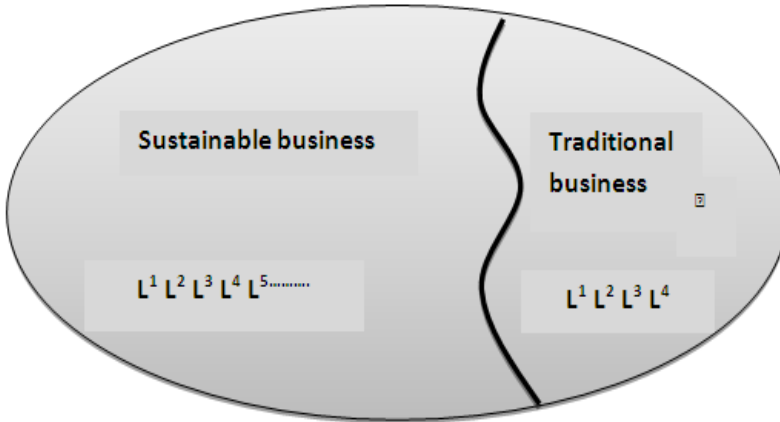 Sustainable business
Traditional
business
L¹ L² L³ L⁴ L⁵..........
L¹ L² L³ L⁴